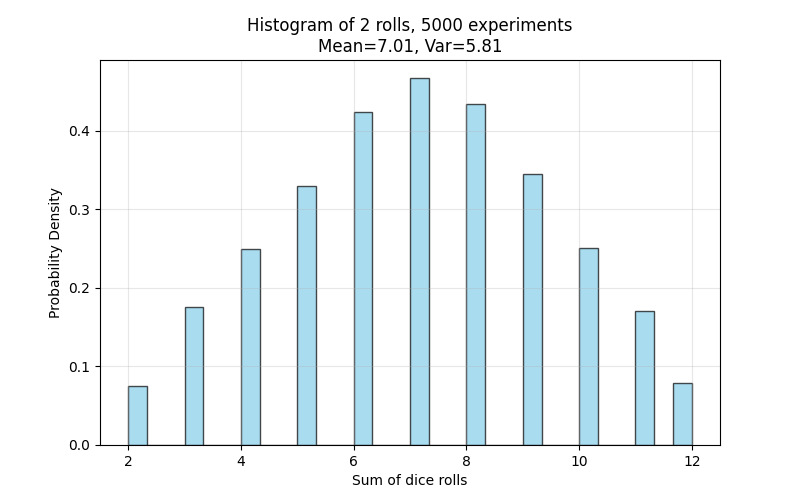 Histogram of 2 rolls, 5000 experiments
Mean=7.01, Var=5.81
Probability Density
0.4
0.3
0.2
0.1
0.0
2 4 6 8 10 12
Sum of dice rolls